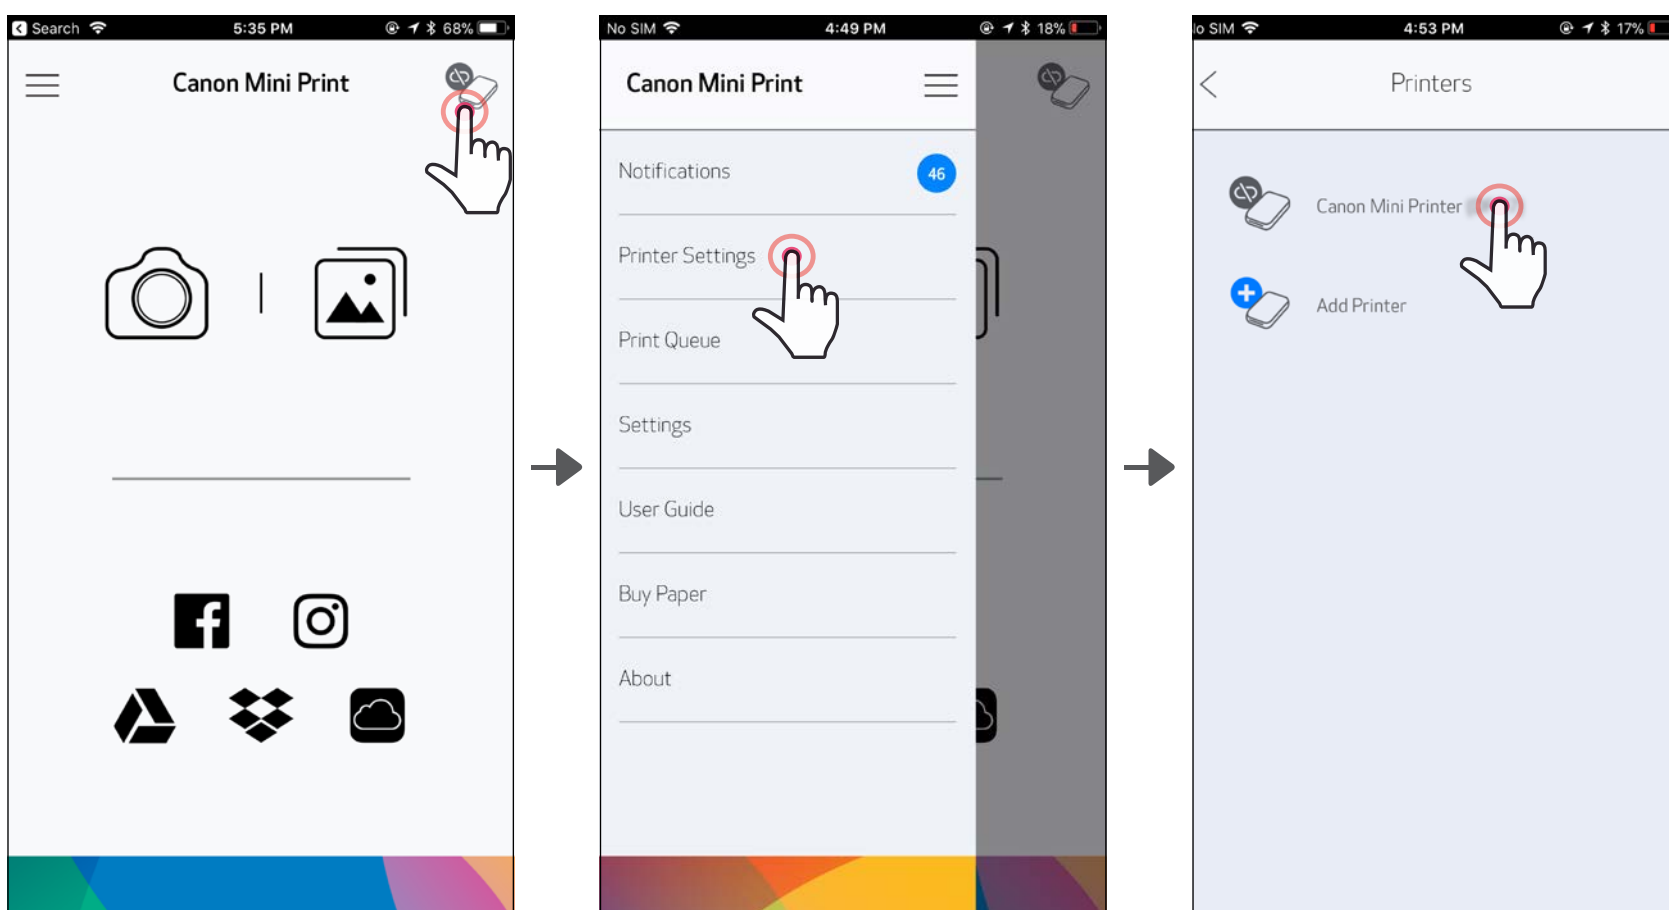 Search 5:35 PM 68%
Canon Mini Print
No SIM 4:49 PM 18%
Canon Mini Print
Notifications 46
Printer Settings
Print Queue
Settings
User Guide
Buy Paper
About
o SIM 4:53 PM 17%
Printers
Canon Mini Printer
Add Printer